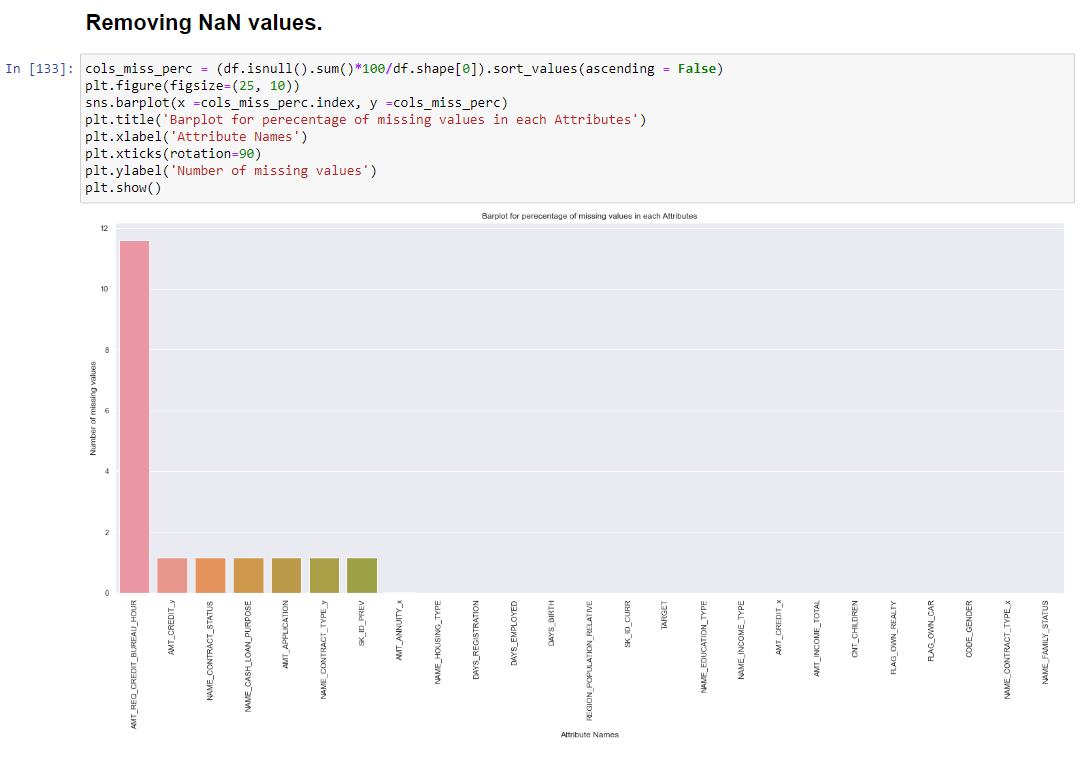 Removing NaN values.
In [133]:
cols_miss_perc = (df.isnull().sum()*100/df.shape[0]).sort_values(ascending = False)
plt.figure(figsize=(25, 10))
sns.barplot(x =cols_miss_perc.index, y =cols_miss_perc)
plt.title('Barplot for perecentage of missing values in each Attributes')
plt.xlabel('Attribute Names')
plt.xticks(rotation=90)
plt.ylabel('Number of missing values')
plt.show()
Barplot for perecentage of missing values in each Attributes
12
10
8
6
4
2
0
Number of missing values
AMT_REQ_CREDIT_BUREAU_HOUR
AMT_CREDIT_y
NAME_CONTRACT_STATUS
NAME_CASH_LOAN_PURPOSE
AMT_APPLICATION
NAME_CONTRACT_TYPE_y
SK_ID_PREV
AMT_ANNUITY_x
NAME_HOUSING_TYPE
DAYS_REGISTRATION
DAYS_EMPLOYED
DAYS_BIRTH
REGION_POPULATION_RELATIVE
SK_ID_CURR
TARGET
NAME_EDUCATION_TYPE
NAME_INCOME_TYPE
AMT_CREDIT_x
AMT_INCOME_TOTAL
CNT_CHILDREN
FLAG_OWN_REALTY
FLAG_OWN_CAR
CODE_GENDER
NAME_CONTRACT_TYPE_x
NAME_FAMILY_STATUS
Attribute Names